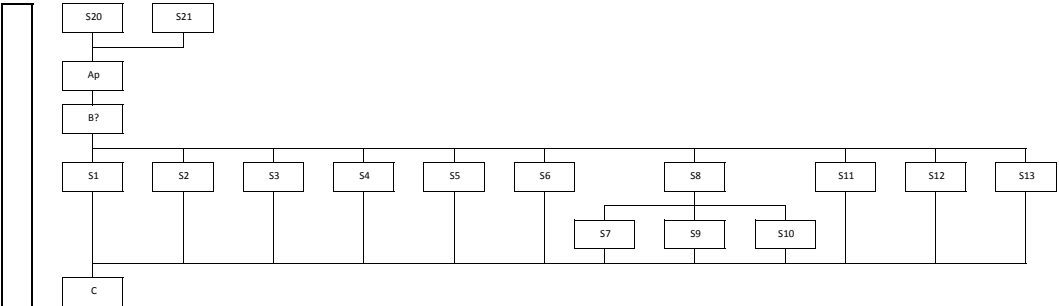 S20 S21
Ap
B?
S1 S2 S3 S4 S5 S6 S8 S11 S12 S13
S7 S9 S10
C